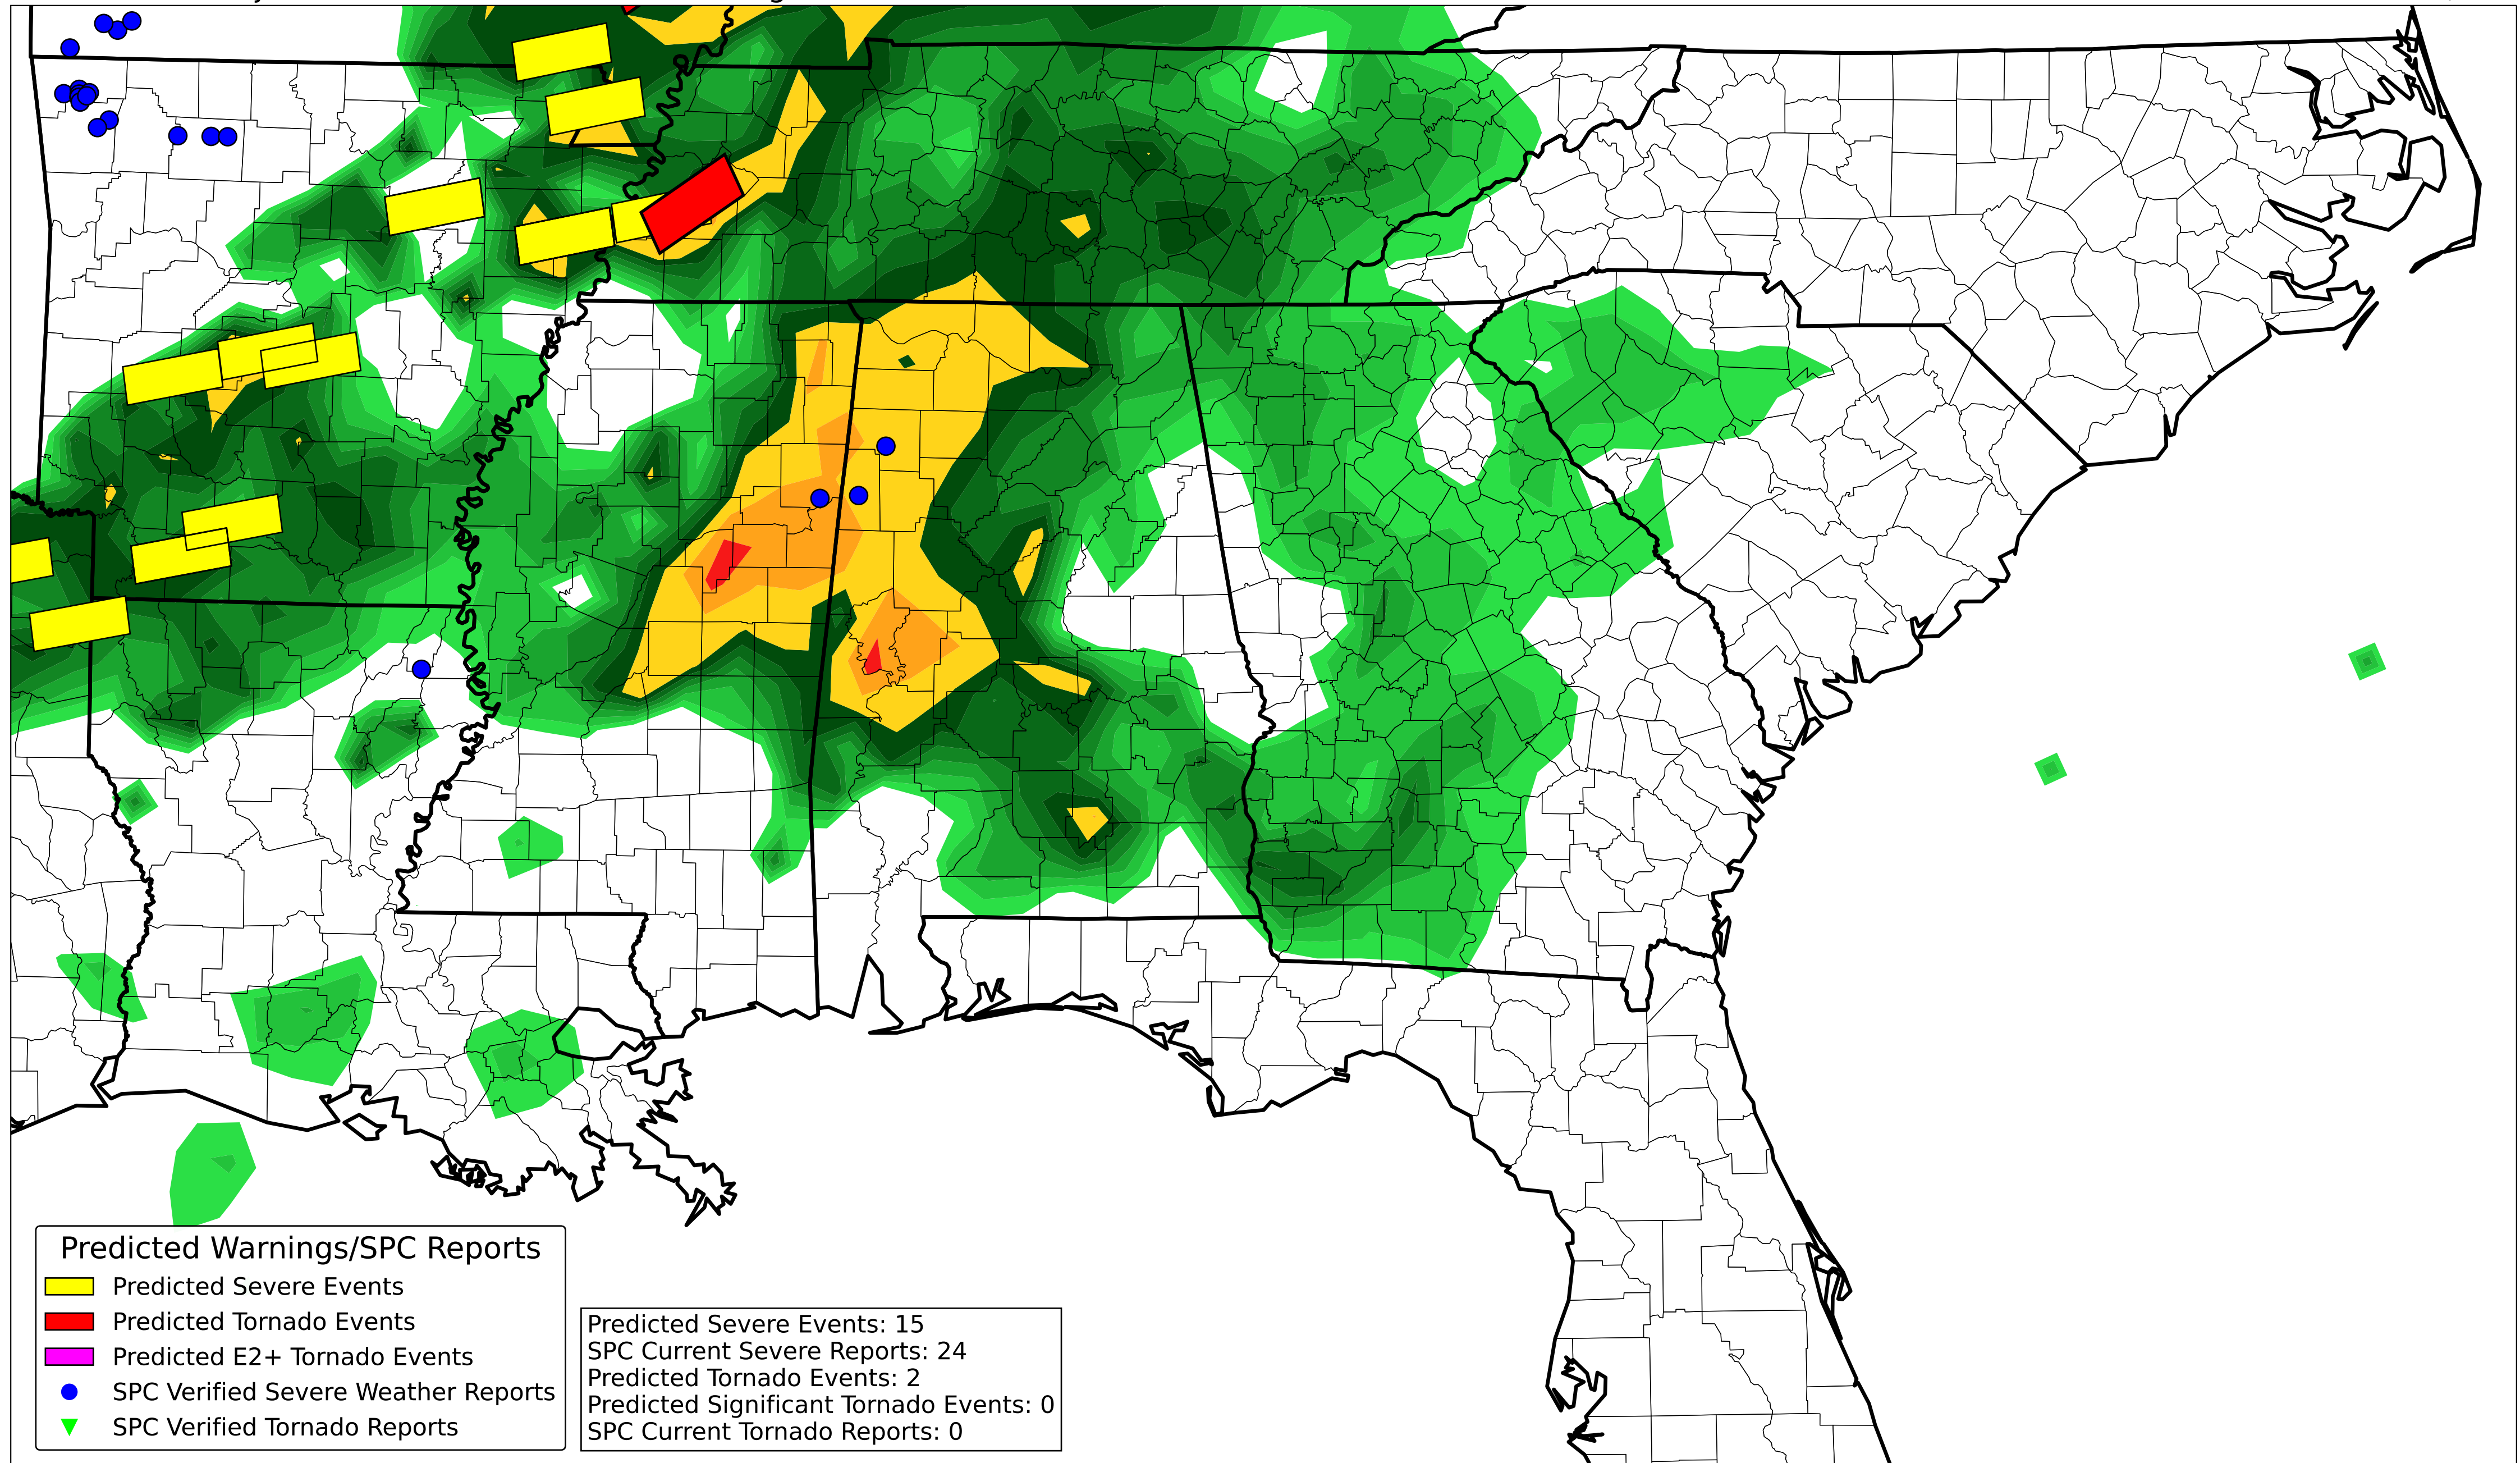 Predicted Warnings/SPC Reports
Predicted Severe Events
Predicted Tornado Events
Predicted E2+ Tornado Events
SPC Verified Severe Weather Reports
SPC Verified Tornado Reports
Predicted Severe Events: 15
SPC Current Severe Reports: 24
Predicted Tornado Events: 2
Predicted Significant Tornado Events: 0
SPC Current Tornado Reports: 0